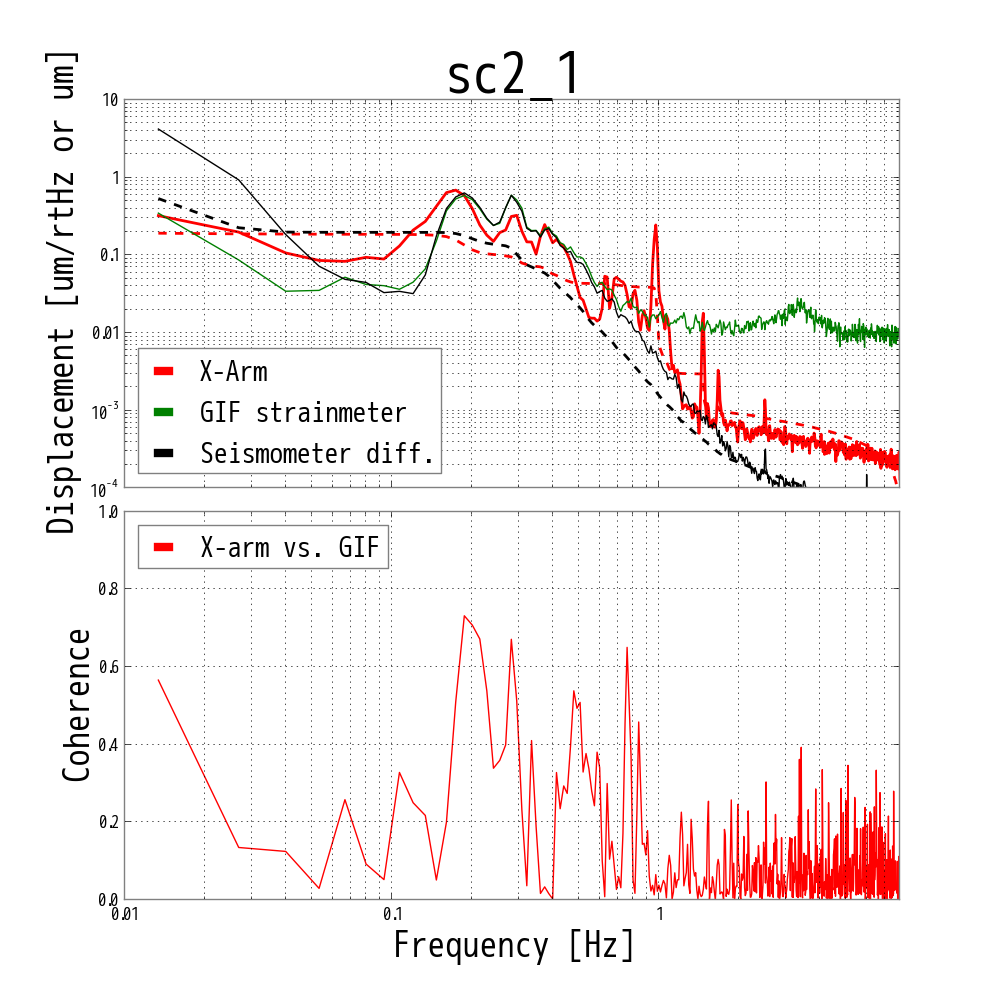 sc2_1
Displacement [um/rtHz or um]
10
1
0.1
0.01
10^-3
10^-4
X-Arm
GIF strainmeter
Seismometer diff.
Coherence
1.0
0.8
0.6
0.4
0.2
0.0
X-arm vs. GIF
0.01
0.1
1
Frequency [Hz]